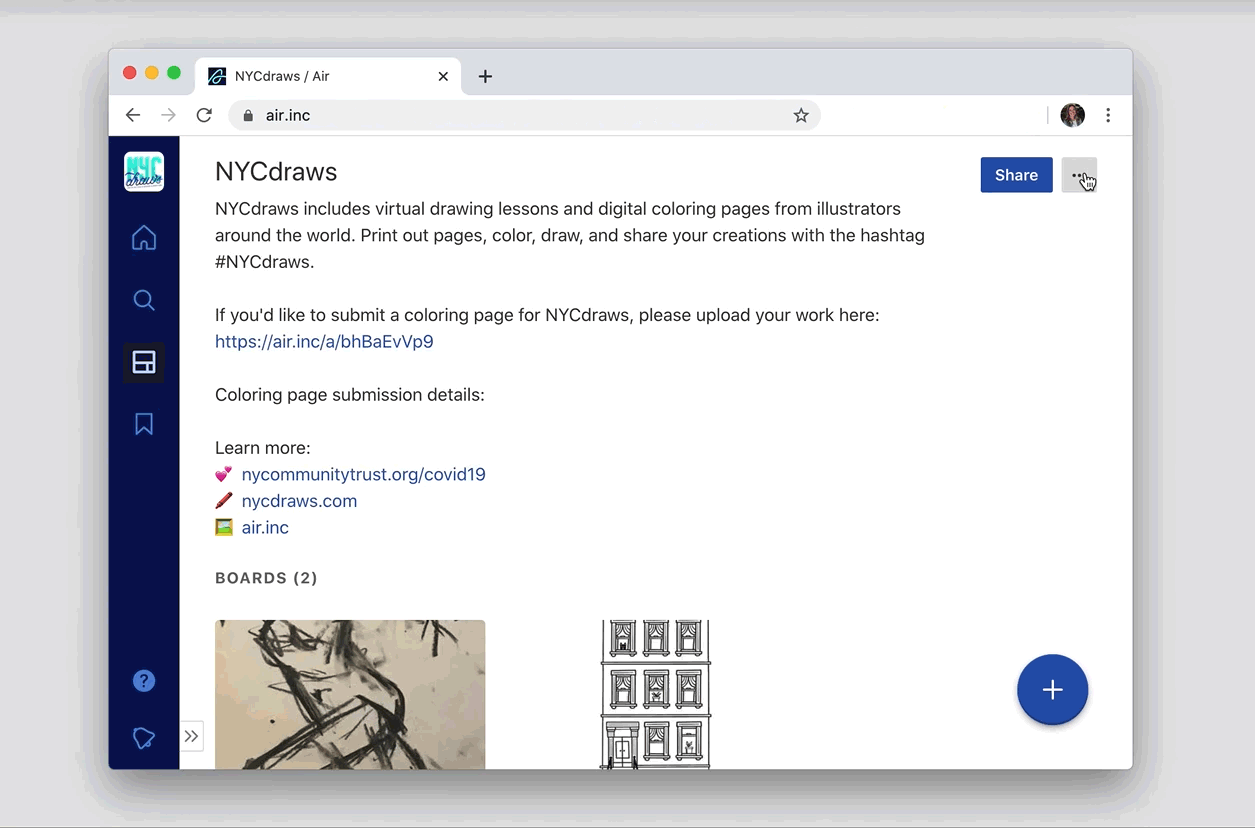 NYCdraws / Air
air.inc
NYC
draws
NYCdraws
Share
NYCdraws includes virtual drawing lessons and digital coloring pages from illustrators
around the world. Print out pages, color, draw, and share your creations with the hashtag
#NYCdraws.
If you'd like to submit a coloring page for NYCdraws, please upload your work here:
https://air.inc/a/bhBaEvVp9
Coloring page submission details:
Learn more:
💕 nycommunitytrust.org/covid19
🖍️ nycdraws.com
🖼️ air.inc
BOARDS (2)